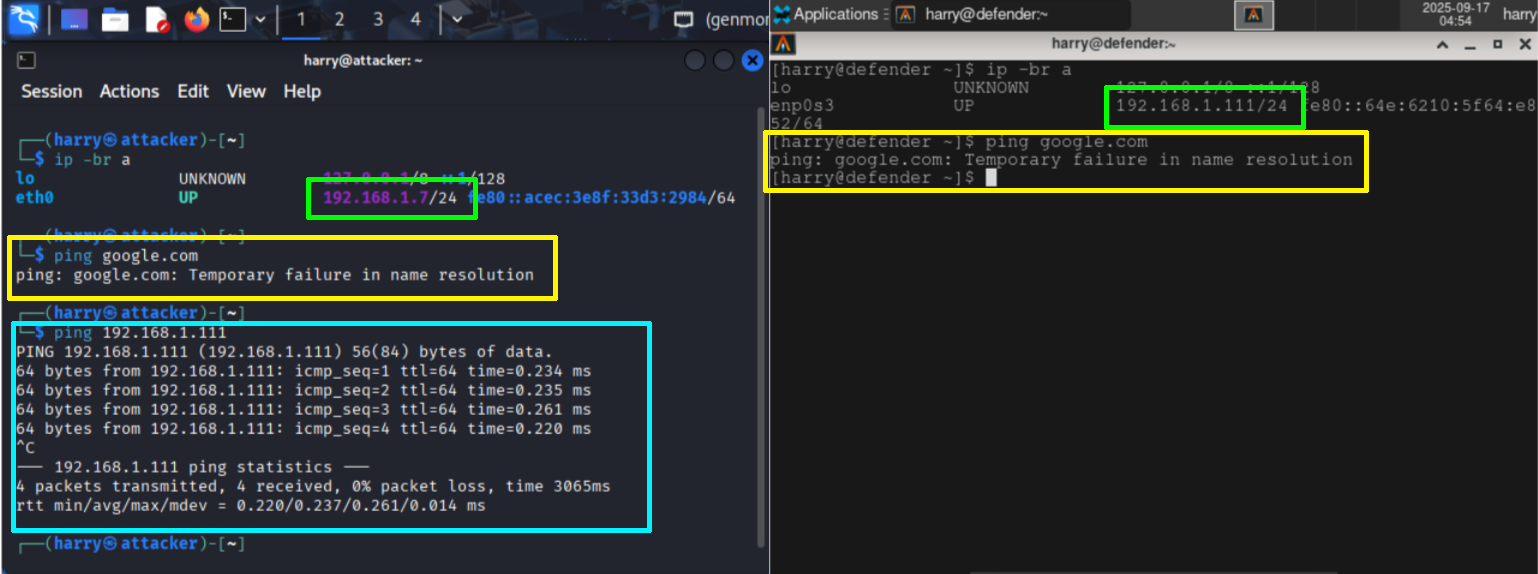 1 2 3 4 (genmon
harry@attacker: ~
Session Actions Edit View Help
┌──(harry㉿attacker)-[~]
└─$ ip -br a
lo UNKNOWN 127.0.0.1/8 ::1/128
eth0 UP 192.168.1.7/24 fe80::acec:3e8f:33d3:2984/64
┌──(harry㉿attacker)-[~]
└─$ ping google.com
ping: google.com: Temporary failure in name resolution
┌──(harry㉿attacker)-[~]
└─$ ping 192.168.1.111
PING 192.168.1.111 (192.168.1.111) 56(84) bytes of data.
64 bytes from 192.168.1.111: icmp_seq=1 ttl=64 time=0.234 ms
64 bytes from 192.168.1.111: icmp_seq=2 ttl=64 time=0.235 ms
64 bytes from 192.168.1.111: icmp_seq=3 ttl=64 time=0.261 ms
64 bytes from 192.168.1.111: icmp_seq=4 ttl=64 time=0.220 ms
^C
── 192.168.1.111 ping statistics ──
4 packets transmitted, 4 received, 0% packet loss, time 3065ms
rtt min/avg/max/mdev = 0.220/0.237/0.261/0.014 ms
┌──(harry㉿attacker)-[~]
Applications harry@defender:~ 2025-09-17 harry
04:54
harry@defender:~
[harry@defender ~]$ ip -br a
lo UNKNOWN 127.0.0.1/8 ::1/128
enp0s3 UP 192.168.1.111/24 fe80::64e:6210:5f64:e8
52/64
[harry@defender ~]$ ping google.com
ping: google.com: Temporary failure in name resolution
[harry@defender ~]$